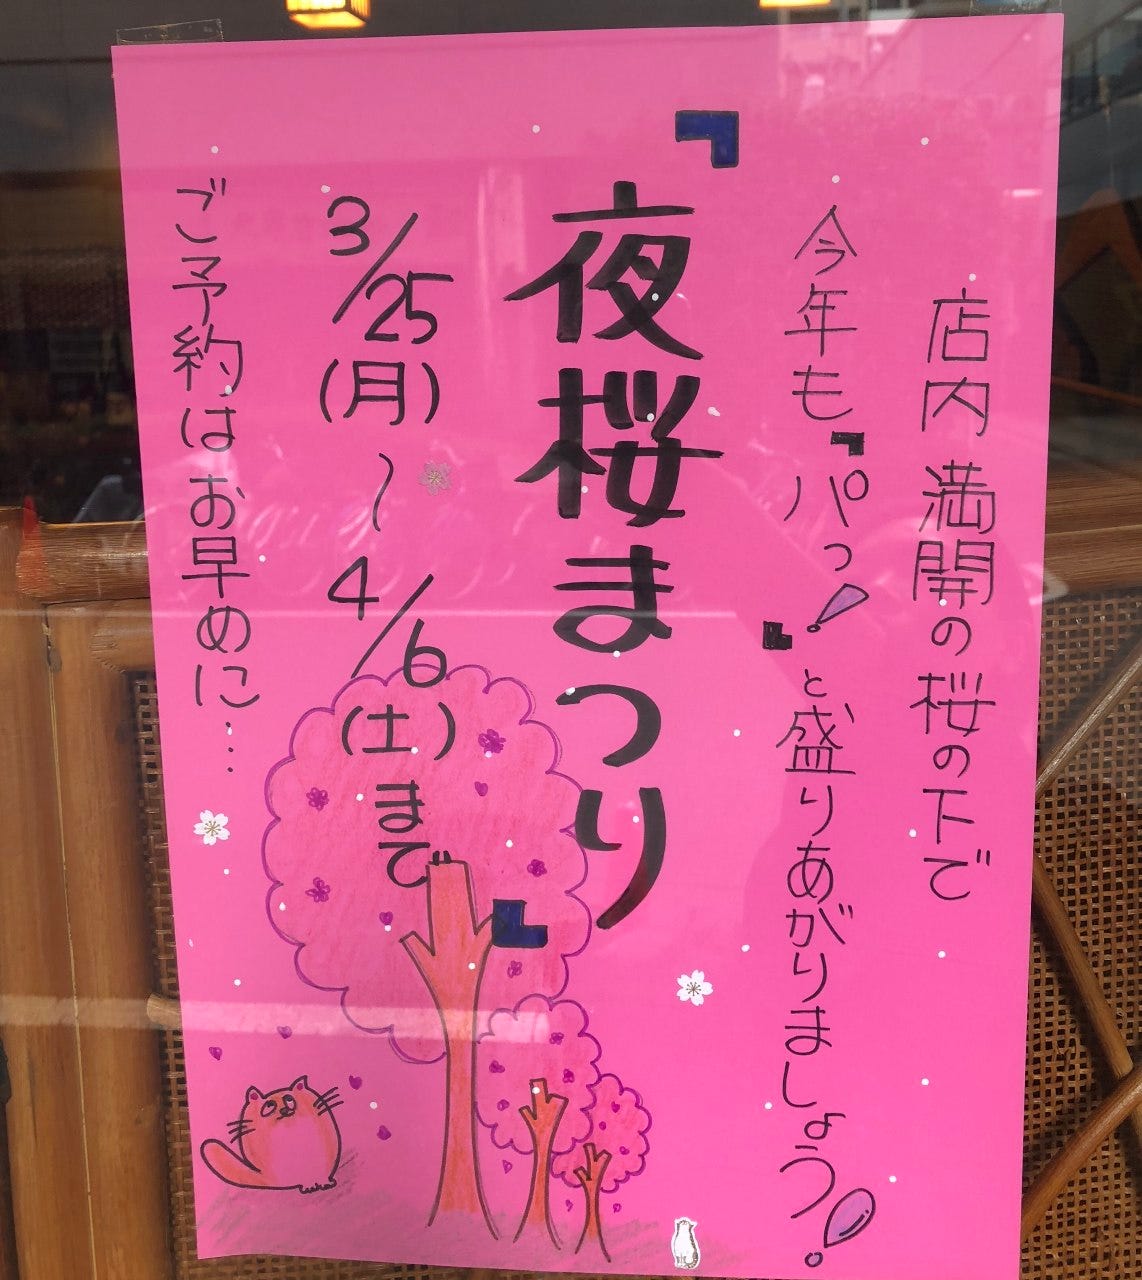 店内満開の桜の下で
今年も『パっ!』と盛りあがりましょう!
『夜桜まつり』
3/25(月)〜4/6(土)まで
ご予約はお早めに…